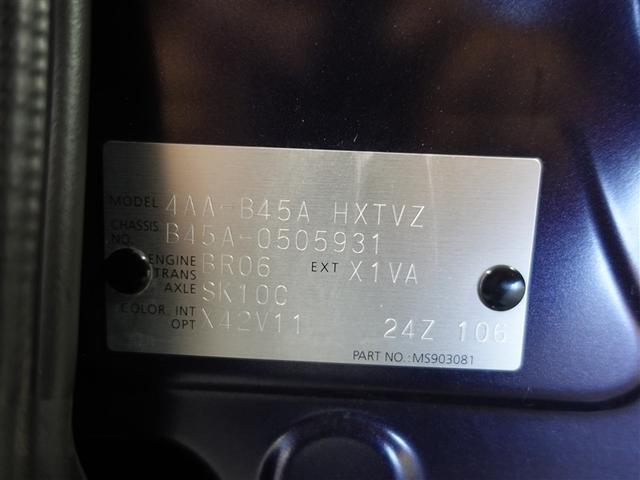 MODEL 4AA-B45A HXTVZ
CHASSIS NO. B45A-0505931
ENGINE BR06 EXT X1VA
TRANS AXLE SK10C
COLOR. INT
OPT X42V11 24Z 106
PART NO.:MS903081